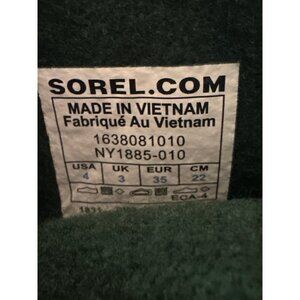 SOREL.COM
MADE IN VIETNAM
Fabriqué Au Vietnam
1638081010
NY1885-010
USA UK EUR CM
4 3 35 22
ECA-4